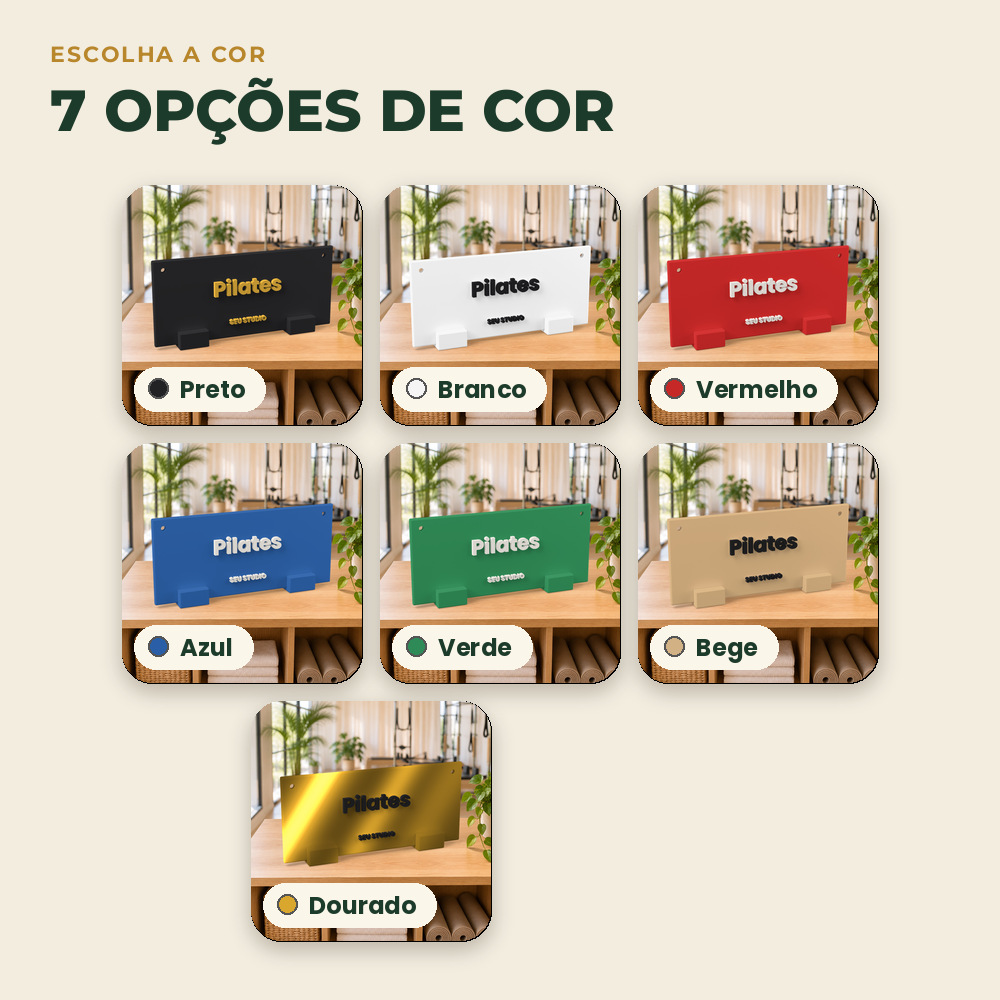 ESCOLHA A COR
7 OPÇÕES DE COR
Pilates
SEU STUDIO
Preto
Pilates
SEU STUDIO
Branco
Pilates
SEU STUDIO
Vermelho
Pilates
SEU STUDIO
Azul
Pilates
SEU STUDIO
Verde
Pilates
SEU STUDIO
Bege
Pilates
SEU STUDIO
Dourado